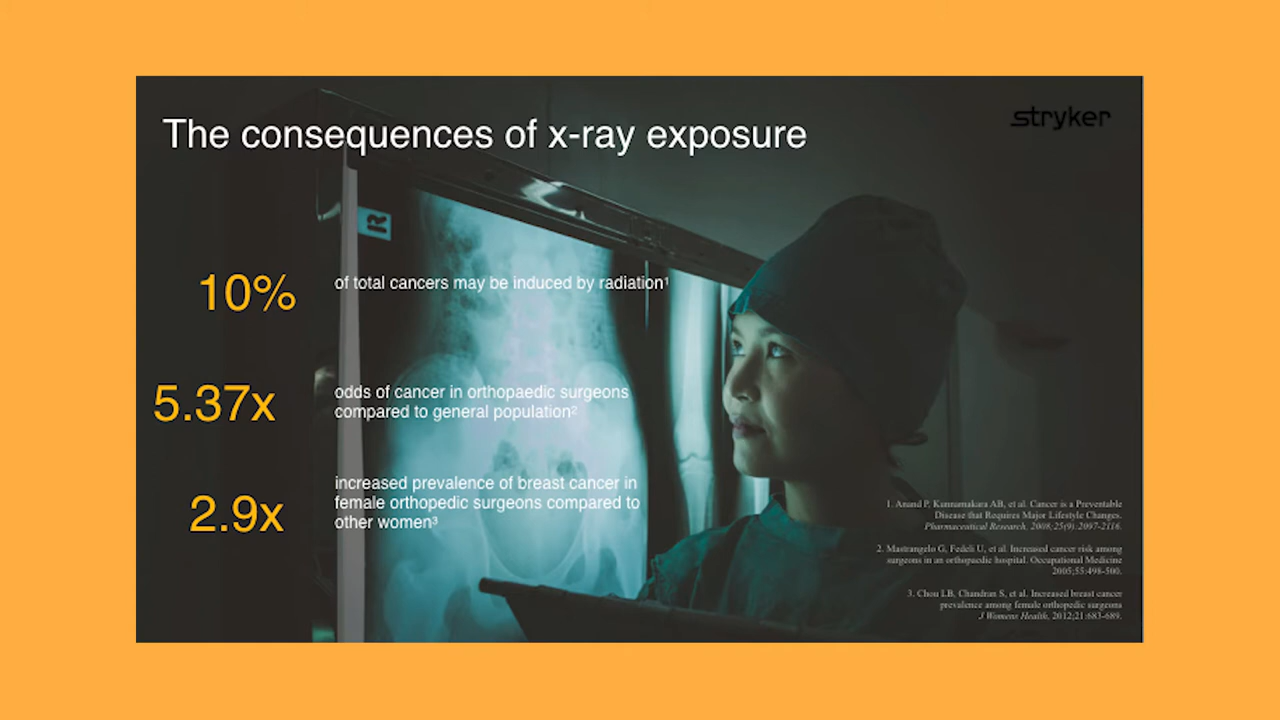 The consequences of x-ray exposure
stryker
R
10%
of total cancers may be induced by radiation¹
5.37x
odds of cancer in orthopaedic surgeons
compared to general population²
2.9x
increased prevalence of breast cancer in
female orthopedic surgeons compared to
other women³
1. Anand P, Kunnumakara AB, et al. Cancer is a Preventable
Disease that Requires Major Lifestyle Changes.
Pharmaceutical Research, 2008;25(9):2097-2116.
2. Mastrangelo G, Fedeli U, et al. Increased cancer risk among
surgeons in an orthopaedic hospital. Occupational Medicine
2005;55:498-500.
3. Chou LB, Chandran S, et al. Increased breast cancer
prevalence among female orthopedic surgeons
J Womens Health, 2012;21:683-689.